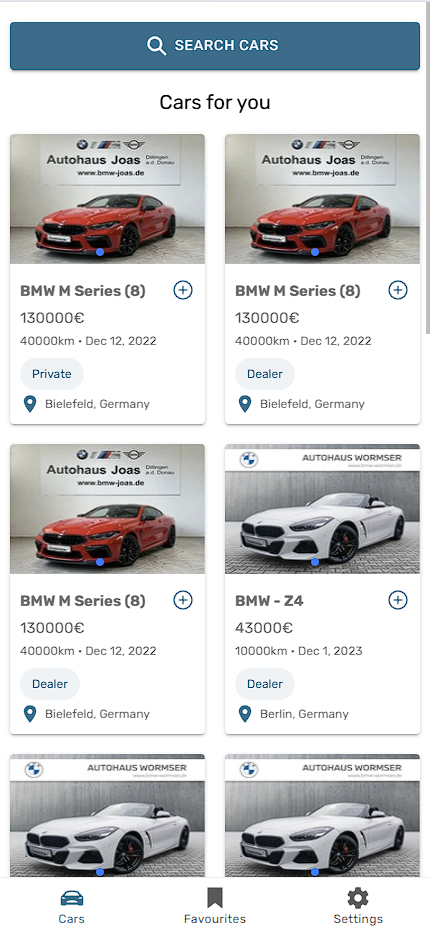 SEARCH CARS
Cars for you
Autohaus Joas Dillingen
a.d. Donau
www.bmw-joas.de
Autohaus Joas Dillingen
a.d. Donau
www.bmw-joas.de
BMW M Series (8)
130000€
40000km • Dec 12, 2022
Private
Bielefeld, Germany
BMW M Series (8)
130000€
40000km • Dec 12, 2022
Dealer
Bielefeld, Germany
Autohaus Joas Dillingen
a.d. Donau
www.bmw-joas.de
AUTOHAUS WORMSER
www.bmw-wormser.de
BMW M Series (8)
130000€
40000km • Dec 12, 2022
Dealer
Bielefeld, Germany
BMW - Z4
43000€
10000km • Dec 1, 2023
Dealer
Berlin, Germany
AUTOHAUS WORMSER
www.bmw-wormser.de
AUTOHAUS WORMSER
www.bmw-wormser.de
Cars
Favourites
Settings